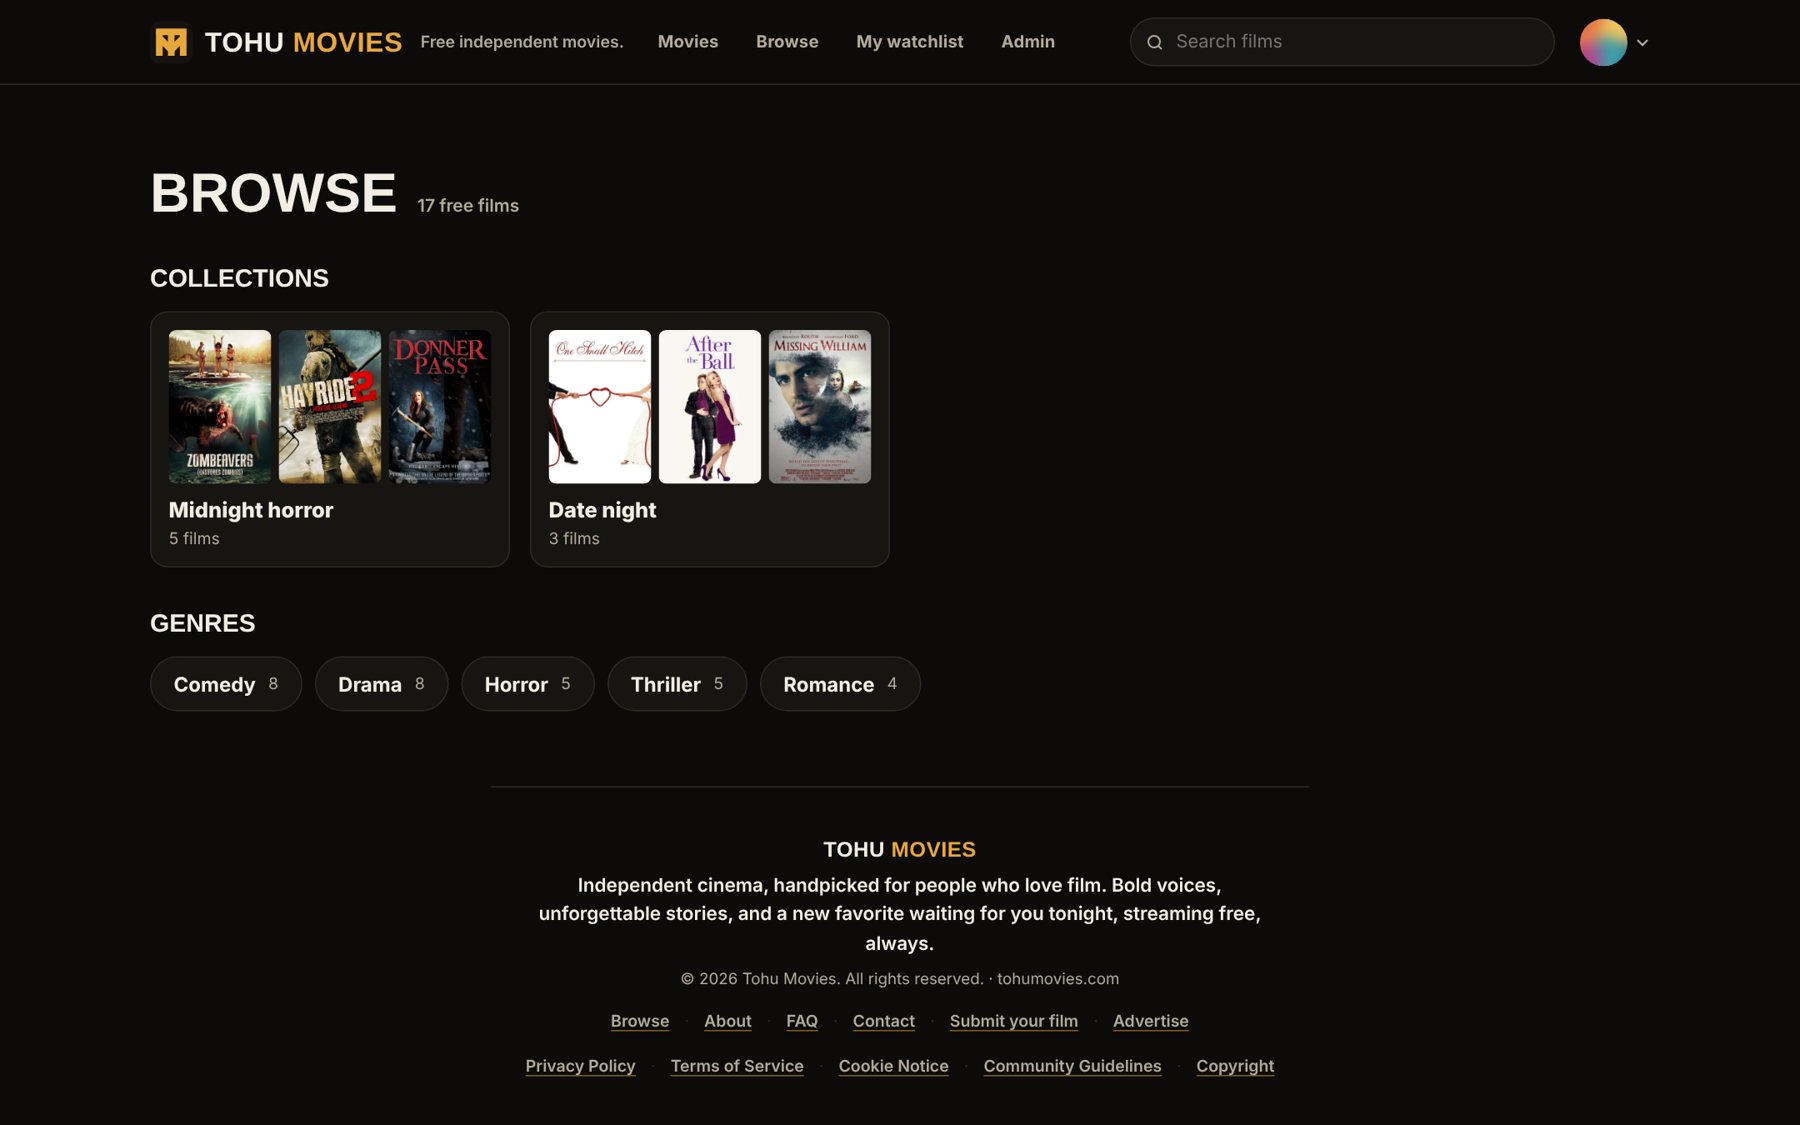 TOHU MOVIES
Free independent movies.
Movies
Browse
My watchlist
Admin
Search films
BROWSE
17 free films
COLLECTIONS
ZOMBEAVERS
HAYRIDE 2
DONNER
PASS
Midnight horror
5 films
One Small Hitch
After
the Ball
MISSING WILLIAM
Date night
3 films
GENRES
Comedy 8
Drama 8
Horror 5
Thriller 5
Romance 4
TOHU MOVIES
Independent cinema, handpicked for people who love film. Bold voices,
unforgettable stories, and a new favorite waiting for you tonight, streaming free,
always.
© 2026 Tohu Movies. All rights reserved. · tohumovies.com
Browse · About · FAQ · Contact · Submit your film · Advertise
Privacy Policy · Terms of Service · Cookie Notice · Community Guidelines · Copyright